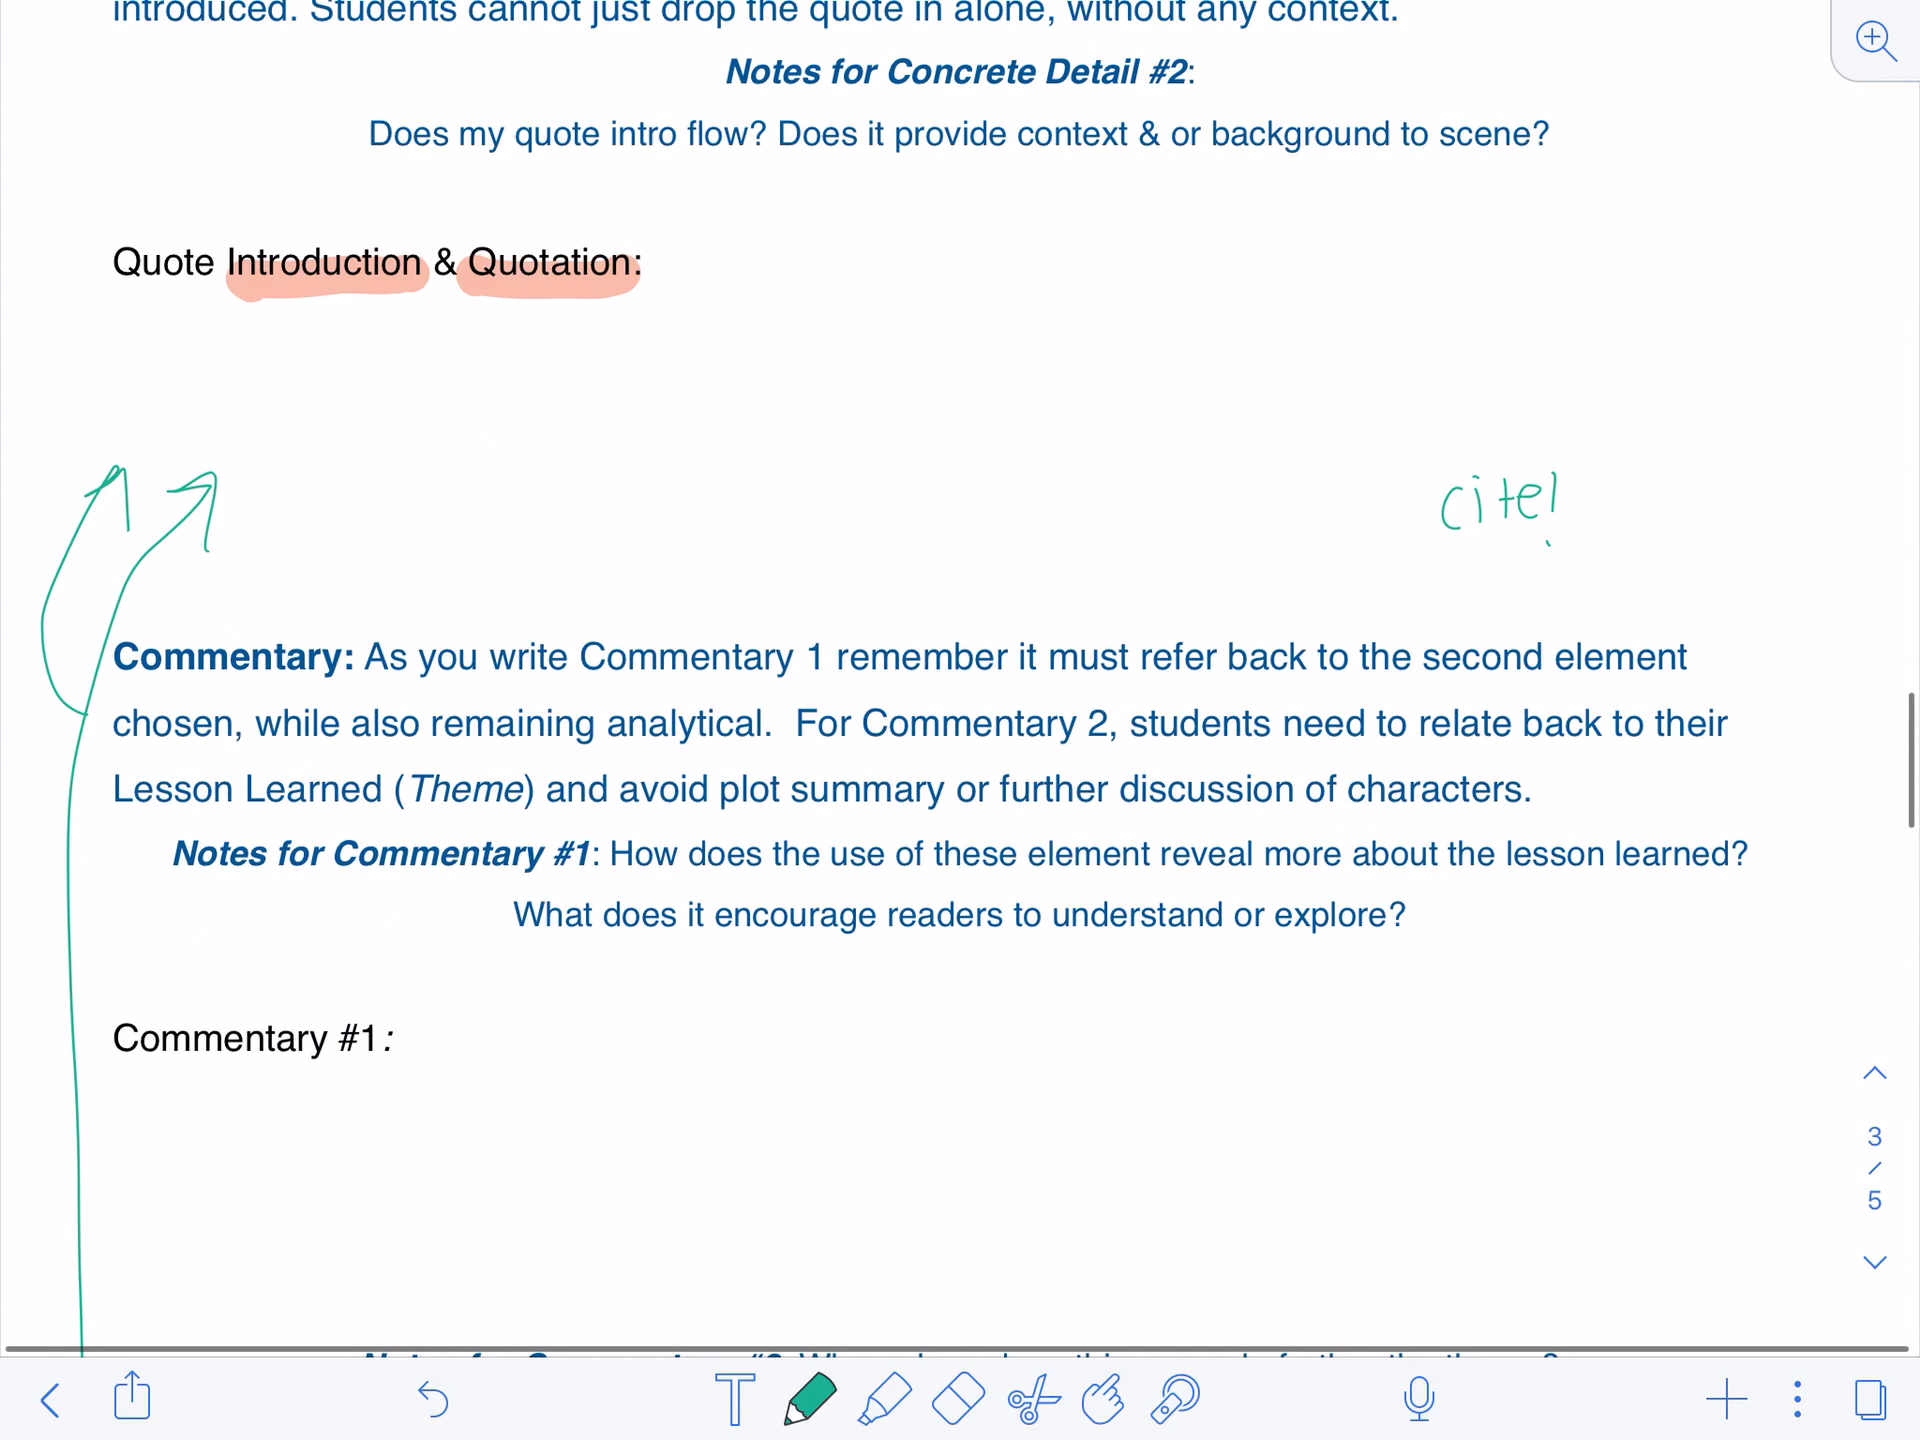 introduced. Students cannot just drop the quote in alone, without any context.
Notes for Concrete Detail #2:
Does my quote intro flow? Does it provide context & or background to scene?
Quote Introduction & Quotation:
cite!
Commentary: As you write Commentary 1 remember it must refer back to the second element
chosen, while also remaining analytical. For Commentary 2, students need to relate back to their
Lesson Learned (Theme) and avoid plot summary or further discussion of characters.
Notes for Commentary #1: How does the use of these element reveal more about the lesson learned?
What does it encourage readers to understand or explore?
Commentary #1:
3
/
5